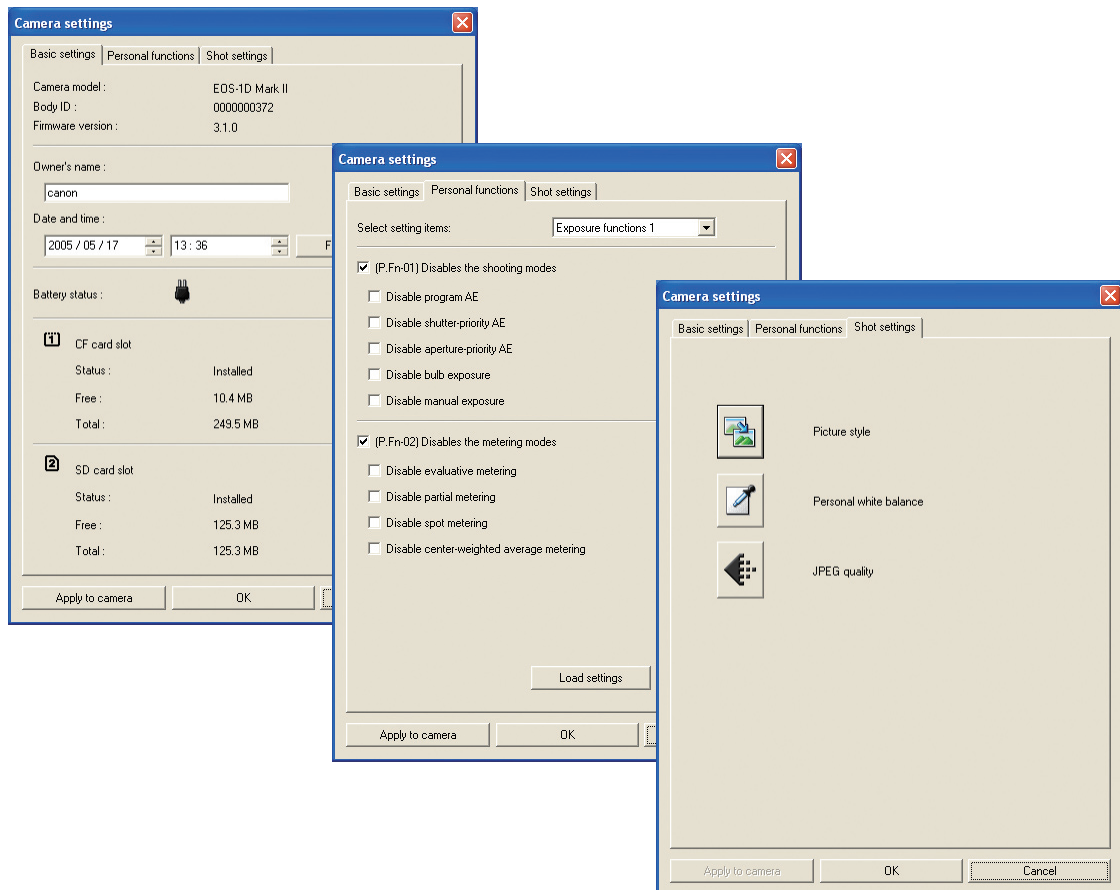 Camera settings
Basic settings Personal functions Shot settings
Camera model : EOS-1D Mark II
Body ID : 0000000372
Firmware version : 3.1.0
Owner's name :
canon
Date and time :
2005 / 05 / 17 13 : 36 F
Battery status :
1 CF card slot
Status : Installed
Free : 10.4 MB
Total : 249.5 MB
2 SD card slot
Status : Installed
Free : 125.3 MB
Total : 125.3 MB
Apply to camera OK
Camera settings
Basic settings Personal functions Shot settings
Select setting items: Exposure functions 1
(P.Fn-01) Disables the shooting modes
Disable program AE
Disable shutter-priority AE
Disable aperture-priority AE
Disable bulb exposure
Disable manual exposure
(P.Fn-02) Disables the metering modes
Disable evaluative metering
Disable partial metering
Disable spot metering
Disable center-weighted average metering
Load settings
Apply to camera OK
Camera settings
Basic settings Personal functions Shot settings
Picture style
Personal white balance
JPEG quality
Apply to camera OK Cancel